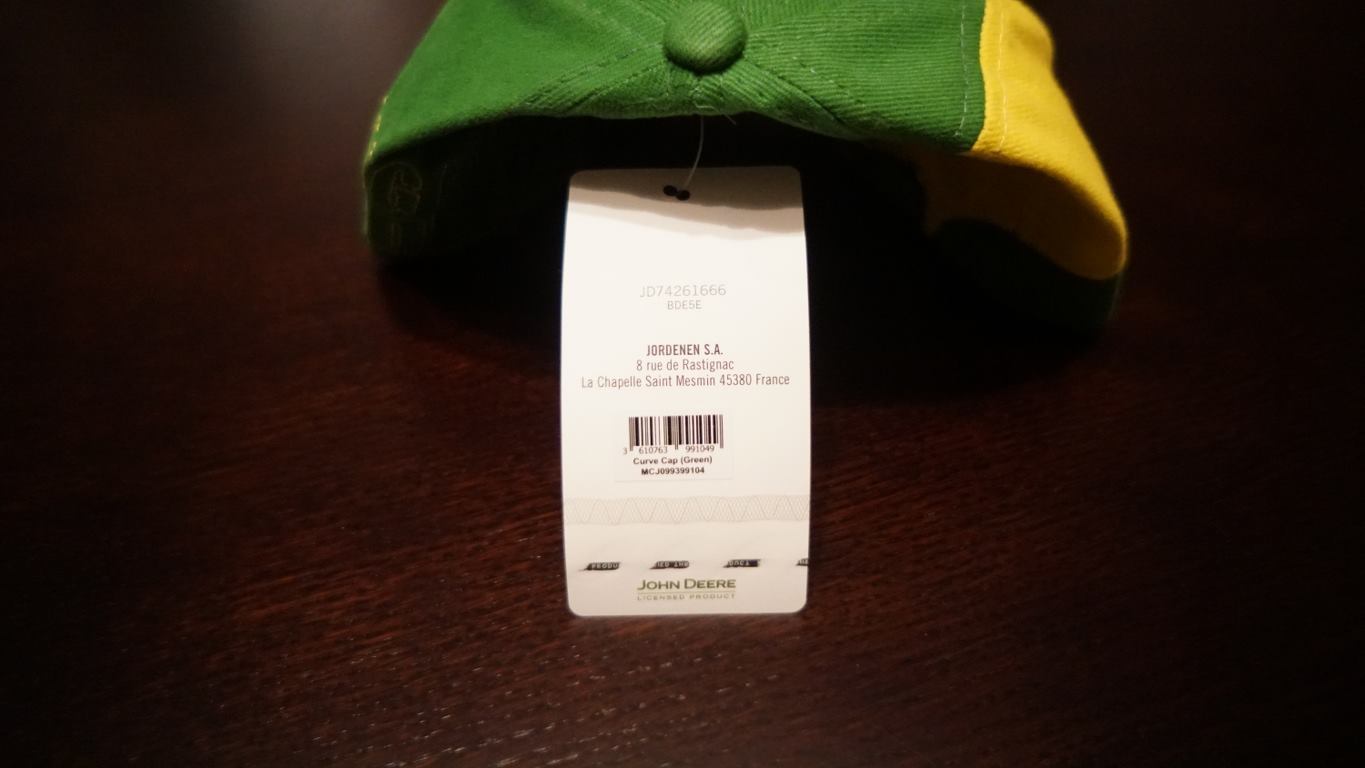 JD74261666
BDE5E
JORDENEN S.A.
8 rue de Rastignac
La Chapelle Saint Mesmin 45380 France
3 610763 991049
Curve Cap (Green)
MCJ099399104
JOHN DEERE
LICENSED PRODUCT